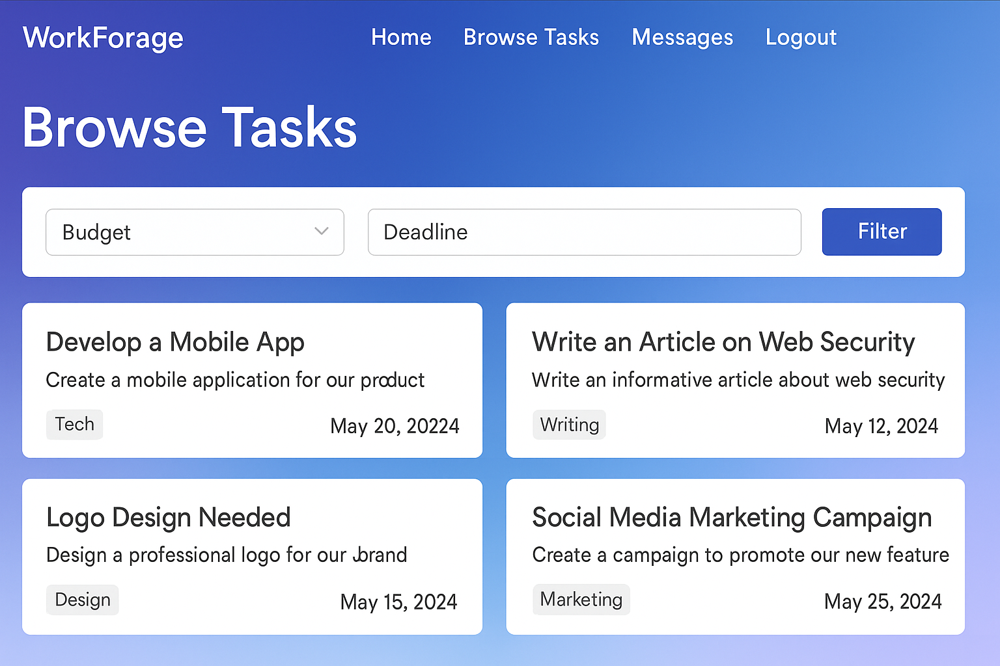 WorkForage
Home Browse Tasks Messages Logout
Browse Tasks
Budget Deadline Filter
Develop a Mobile App
Create a mobile application for our product
Tech May 20, 20224
Write an Article on Web Security
Write an informative article about web security
Writing May 12, 2024
Logo Design Needed
Design a professional logo for our Jbrand
Design May 15, 2024
Social Media Marketing Campaign
Create a campaign to promote our new feature
Marketing May 25, 2024